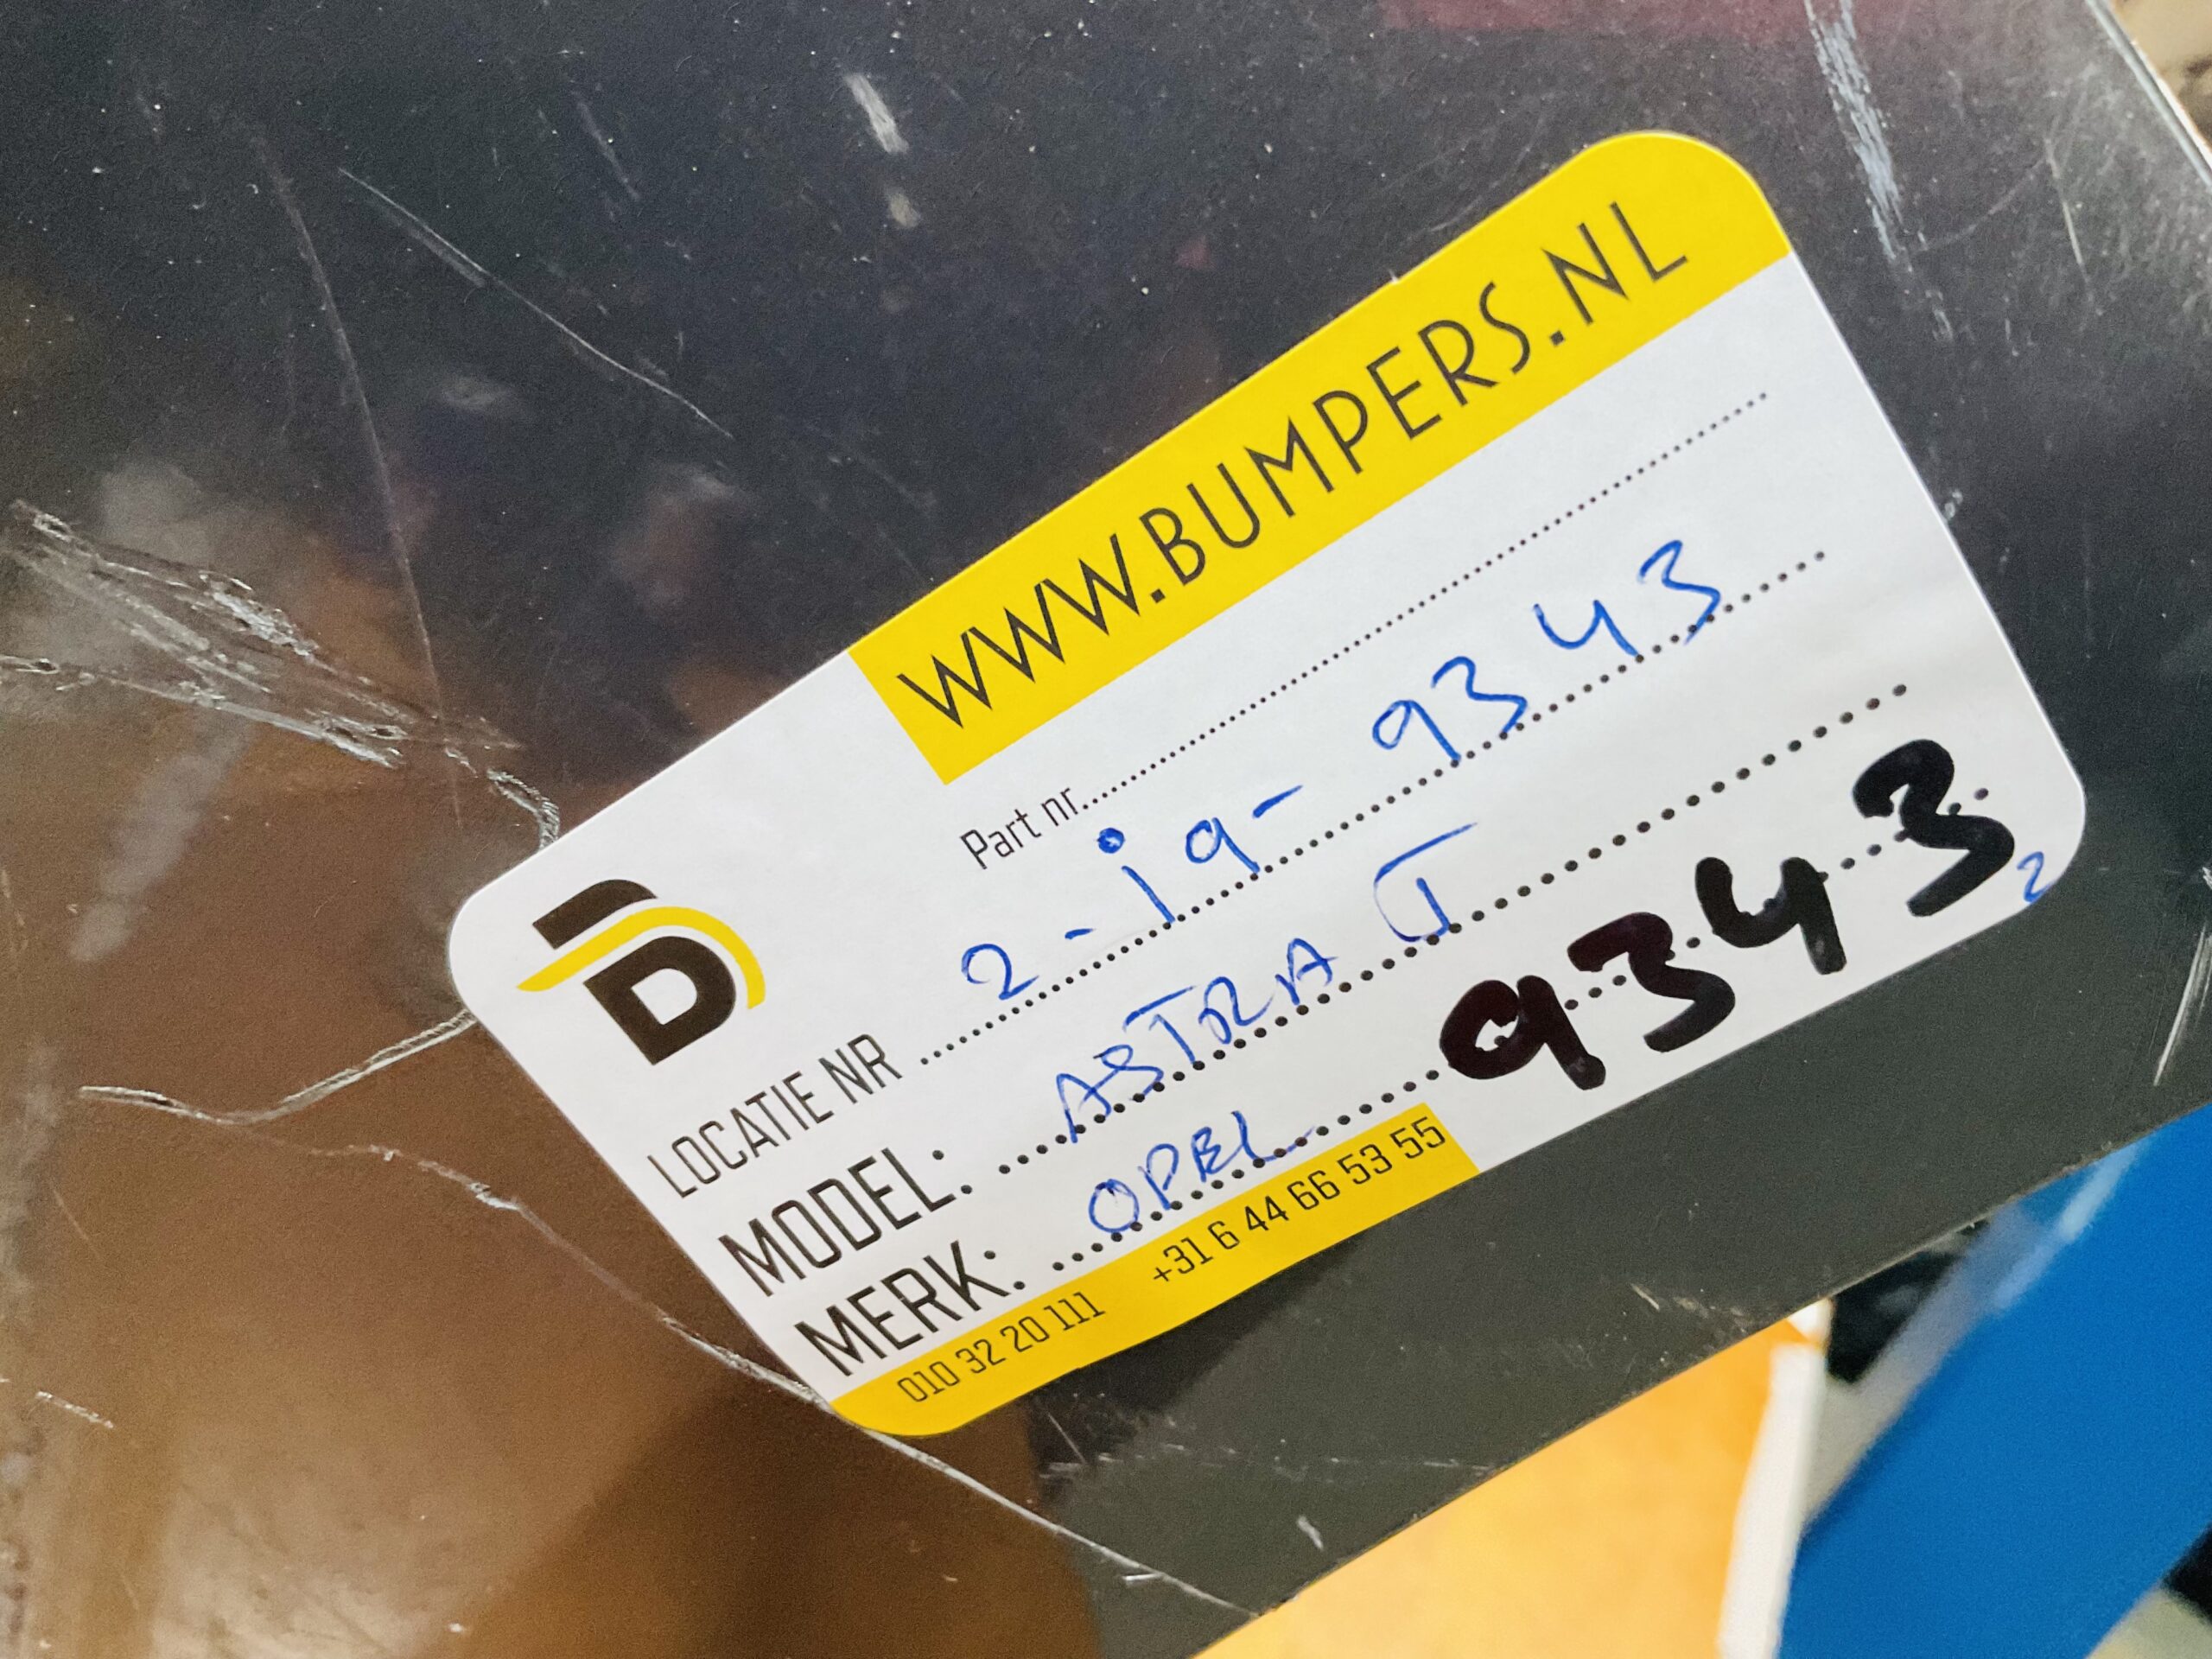 WWW.BUMPERS.NL
Part nr.
LOCATIE NR 2-iq-9343
MODEL: ASTRA J
MERK: OPEL 9343
2
010 32 20 111 +31 6 44 66 53 55